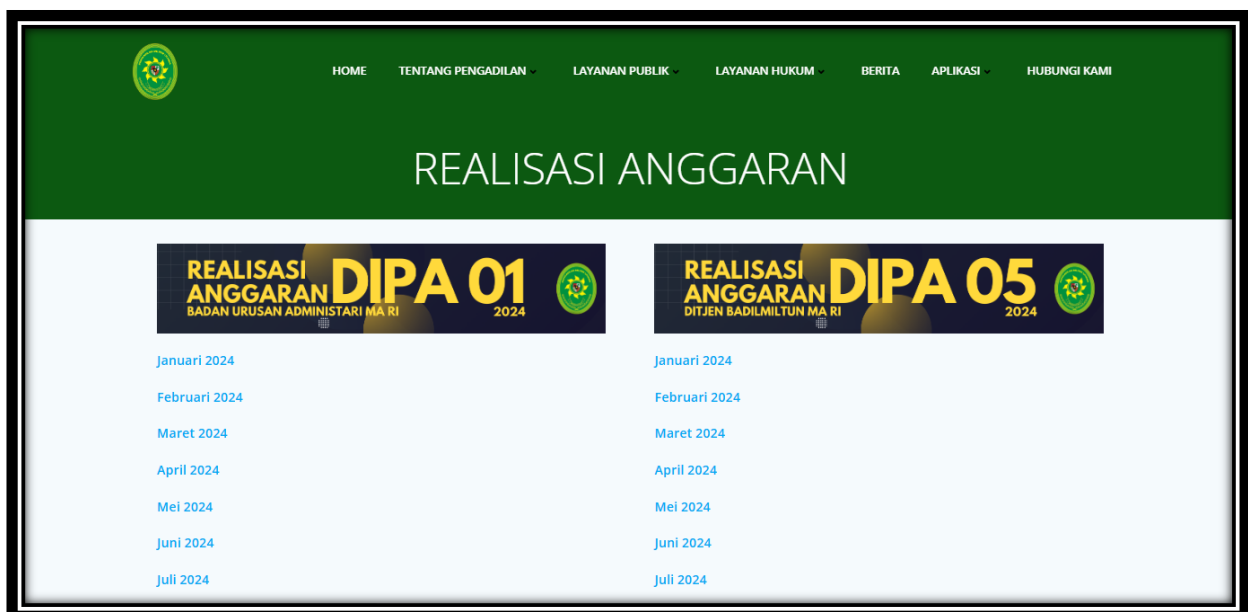 HOME TENTANG PENGADILAN LAYANAN PUBLIK LAYANAN HUKUM BERITA APLIKASI HUBUNGI KAMI
REALISASI ANGGARAN
REALISASI
ANGGARAN DIPA 01
BADAN URUSAN ADMINISTARI MA RI
2024
Januari 2024
Februari 2024
Maret 2024
April 2024
Mei 2024
Juni 2024
Juli 2024
REALISASI
ANGGARAN DIPA 05
DITJEN BADILMILTUN MA RI
2024
Januari 2024
Februari 2024
Maret 2024
April 2024
Mei 2024
Juni 2024
Juli 2024